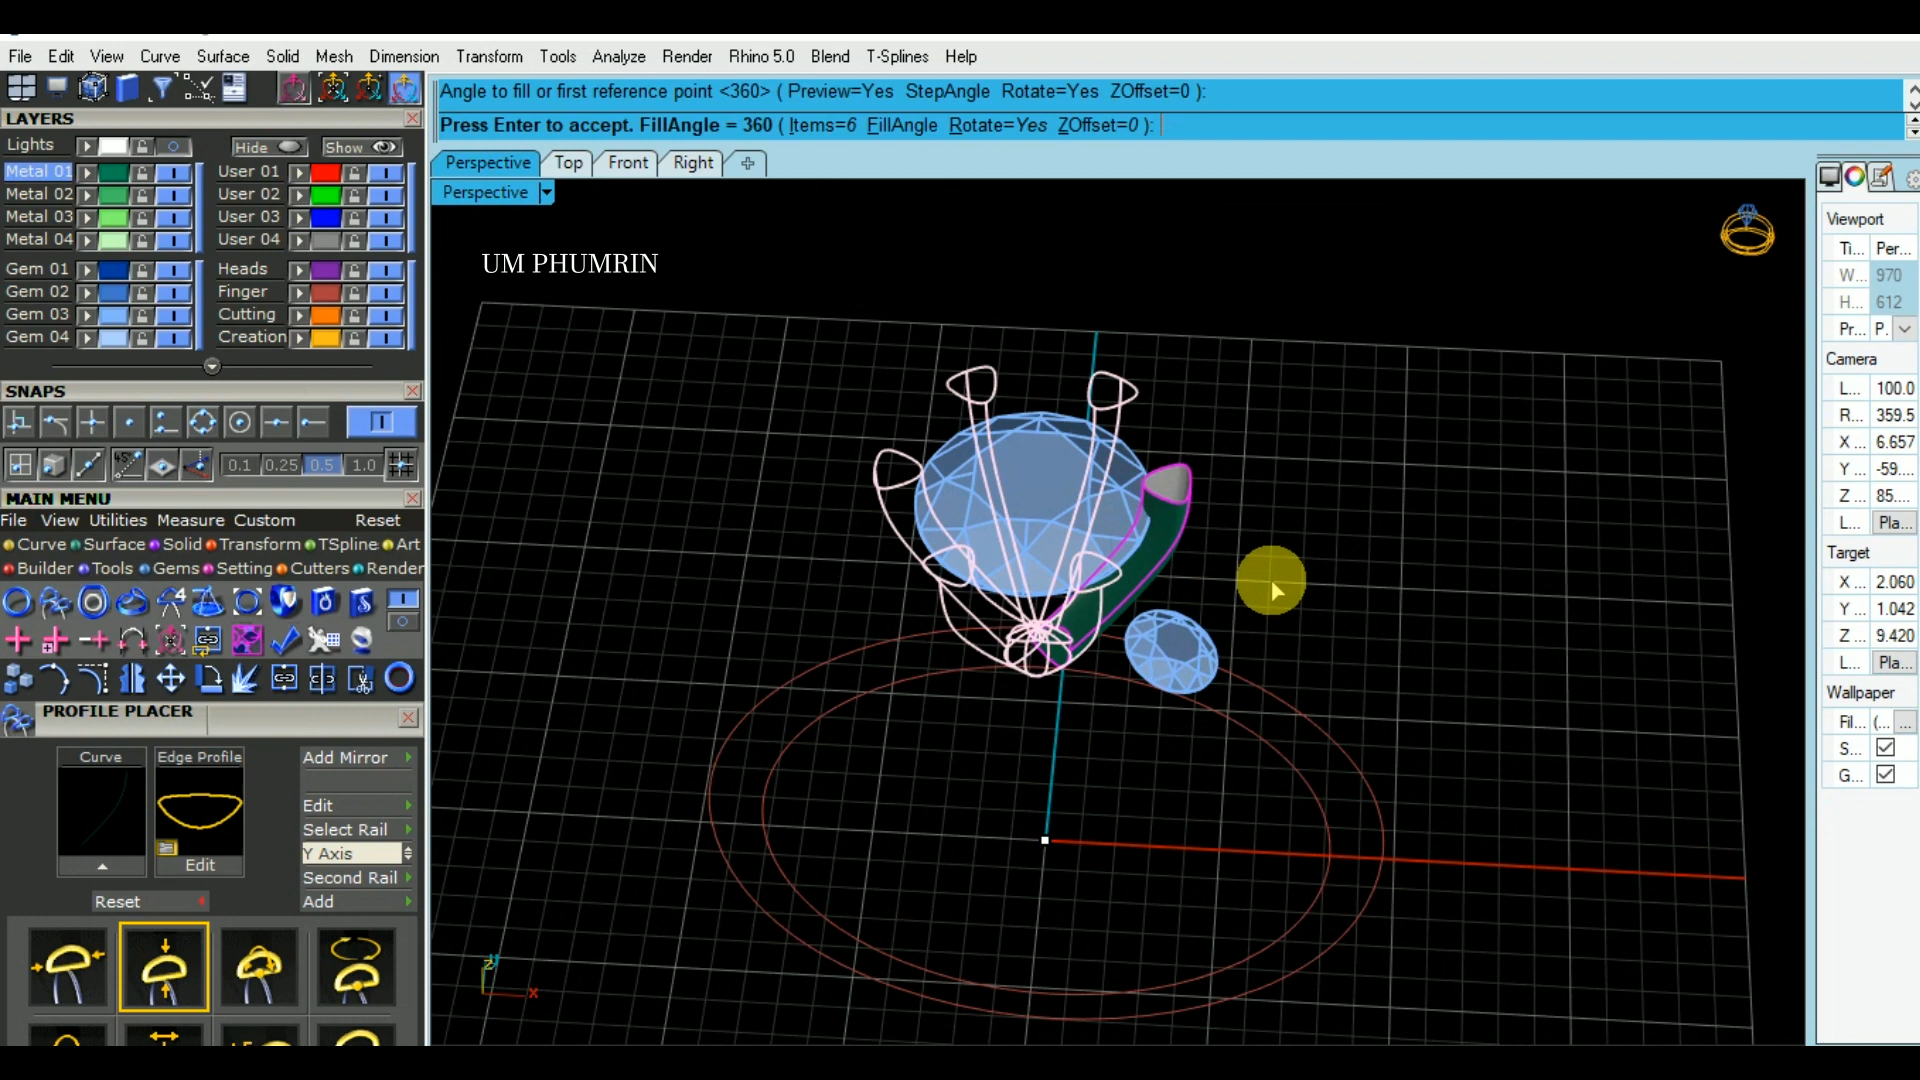 File Edit View Curve Surface Solid Mesh Dimension Transform Tools Analyze Render Rhino 5.0 Blend T-Splines Help
Angle to fill or first reference point <360> ( Preview=Yes StepAngle Rotate=Yes ZOffset=0 ):
Press Enter to accept. FillAngle = 360 ( Items=6 FillAngle Rotate=Yes ZOffset=0 ):
LAYERS
Lights Hide Show
Metal 01 User 01
Metal 02 User 02
Metal 03 User 03
Metal 04 User 04
Gem 01 Heads
Gem 02 Finger
Gem 03 Cutting
Gem 04 Creation
SNAPS
45°
0.1 0.25 0.5 1.0
MAIN MENU
File View Utilities Measure Custom Reset
Curve Surface Solid Transform TSpline Art
Builder Tools Gems Setting Cutters Render
PROFILE PLACER
Curve Edge Profile Add Mirror
Edit
Select Rail
Y Axis
Edit Second Rail
Reset Add
Perspective Top Front Right
Perspective
UM PHUMRIN
x
Viewport
Ti... Per...
W... 970
H... 612
Pr... P.
Camera
L... 100.0
R... 359.5
X ... 6.657
Y ... -59....
Z ... 85....
L... Pla...
Target
X ... 2.060
Y ... 1.042
Z ... 9.420
L... Pla...
Wallpaper
Fil... (... ...
S...
G...